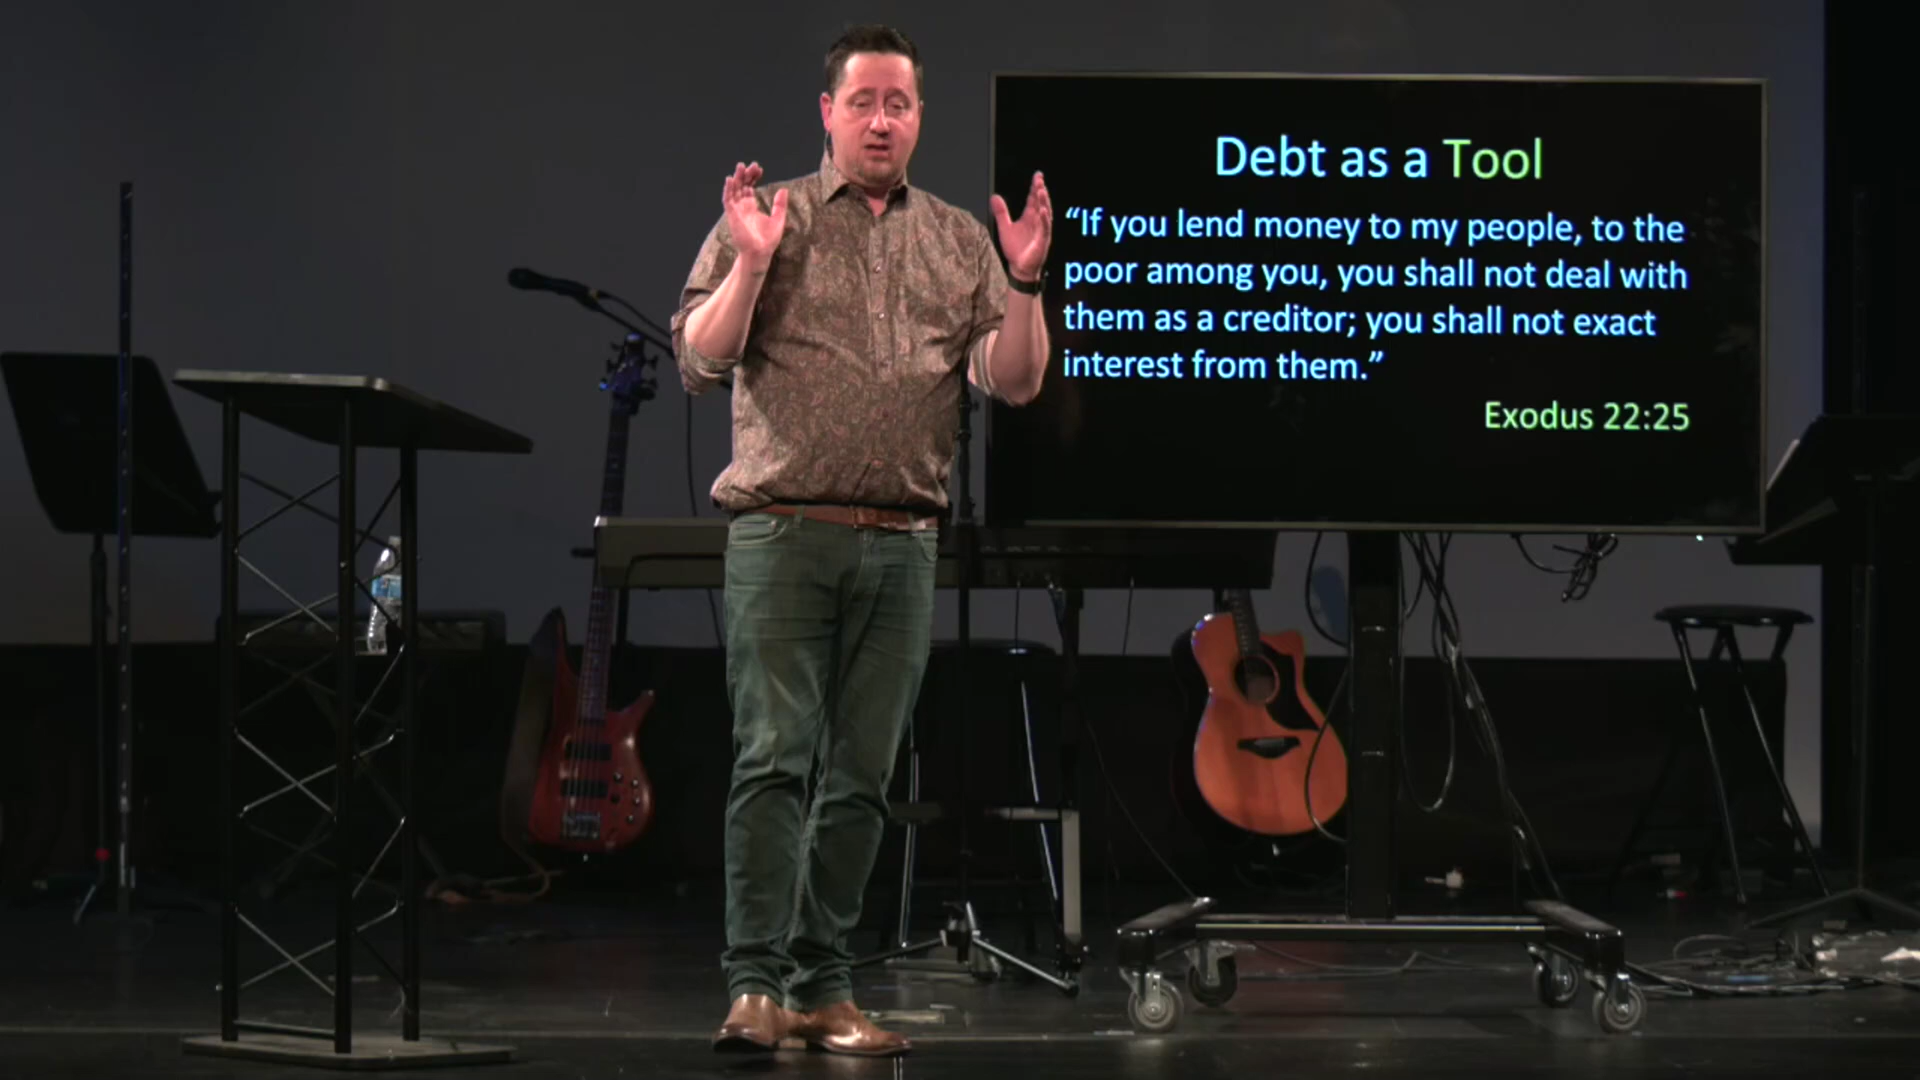 Debt as a Tool
“If you lend money to my people, to the
poor among you, you shall not deal with
them as a creditor; you shall not exact
interest from them.”
Exodus 22:25